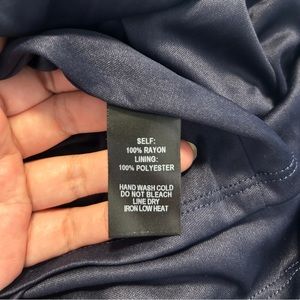 SELF:
100% RAYON
LINING:
100% POLYESTER
HAND WASH COLD
DO NOT BLEACH
LINE DRY
IRON LOW HEAT